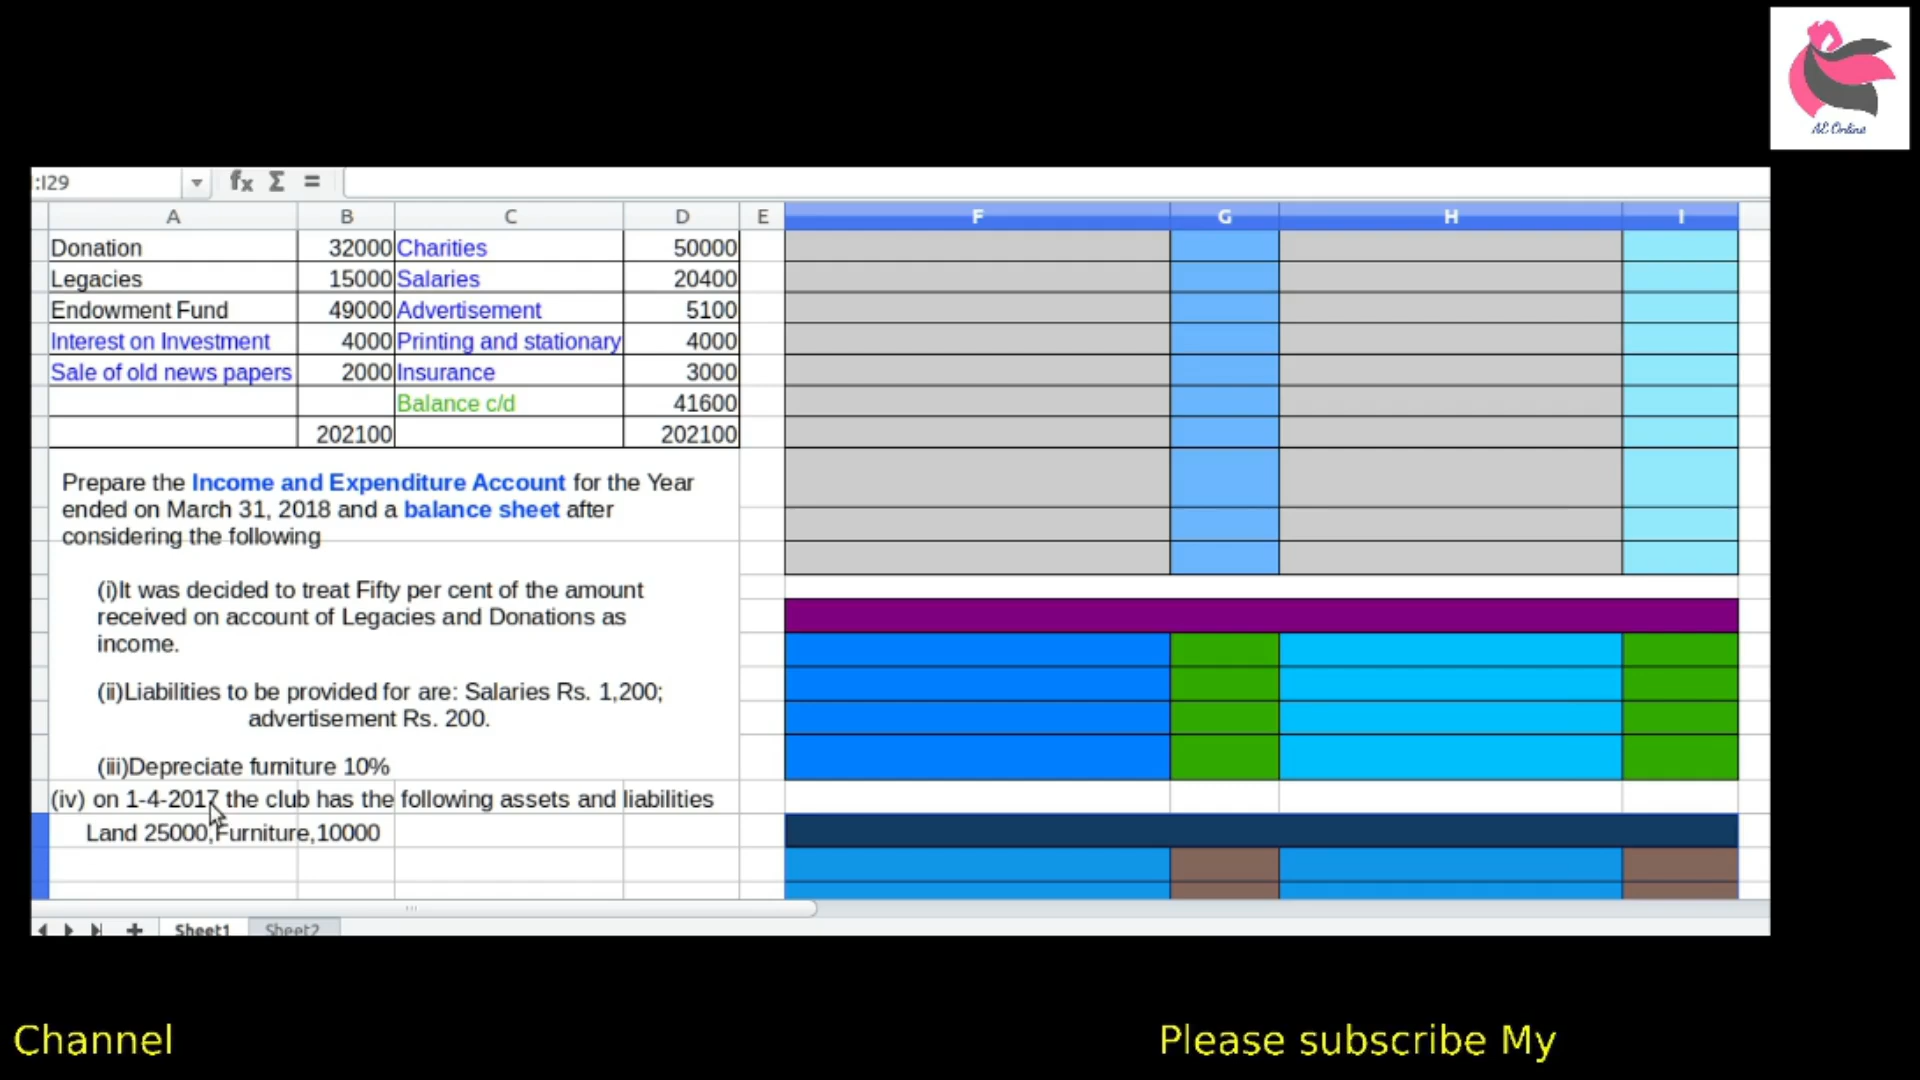 AE Online
:I29 fx Σ =
A B C D E F G H I
Donation 32000 Charities 50000
Legacies 15000 Salaries 20400
Endowment Fund 49000 Advertisement 5100
Interest on Investment 4000 Printing and stationary 4000
Sale of old news papers 2000 Insurance 3000
Balance c/d 41600
202100 202100
Prepare the Income and Expenditure Account for the Year
ended on March 31, 2018 and a balance sheet after
considering the following
(i)It was decided to treat Fifty per cent of the amount
received on account of Legacies and Donations as
income.
(ii)Liabilities to be provided for are: Salaries Rs. 1,200;
advertisement Rs. 200.
(iii)Depreciate furniture 10%
(iv) on 1-4-2017 the club has the following assets and liabilities
Land 25000,Furniture,10000
Sheet1 Sheet2
Channel Please subscribe My